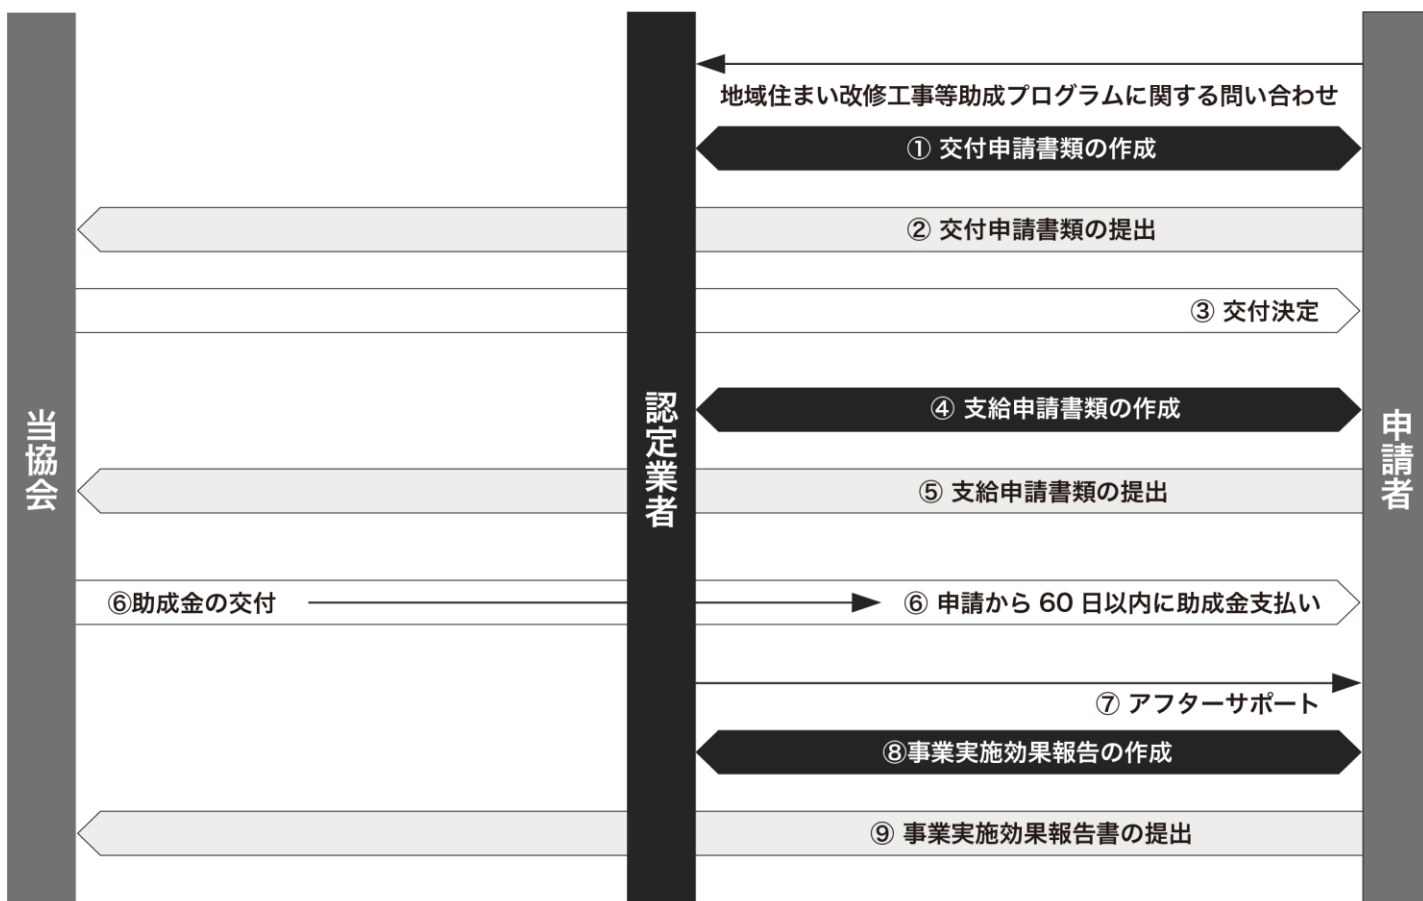 地域住まい改修工事等助成プログラムに関する問い合わせ
① 交付申請書類の作成
② 交付申請書類の提出
③ 交付決定
④ 支給申請書類の作成
⑤ 支給申請書類の提出
⑥助成金の交付
⑥ 申請から 60 日以内に助成金支払い
⑦ アフターサポート
⑧事業実施効果報告の作成
⑨ 事業実施効果報告書の提出
当協会
認定業者
申請者